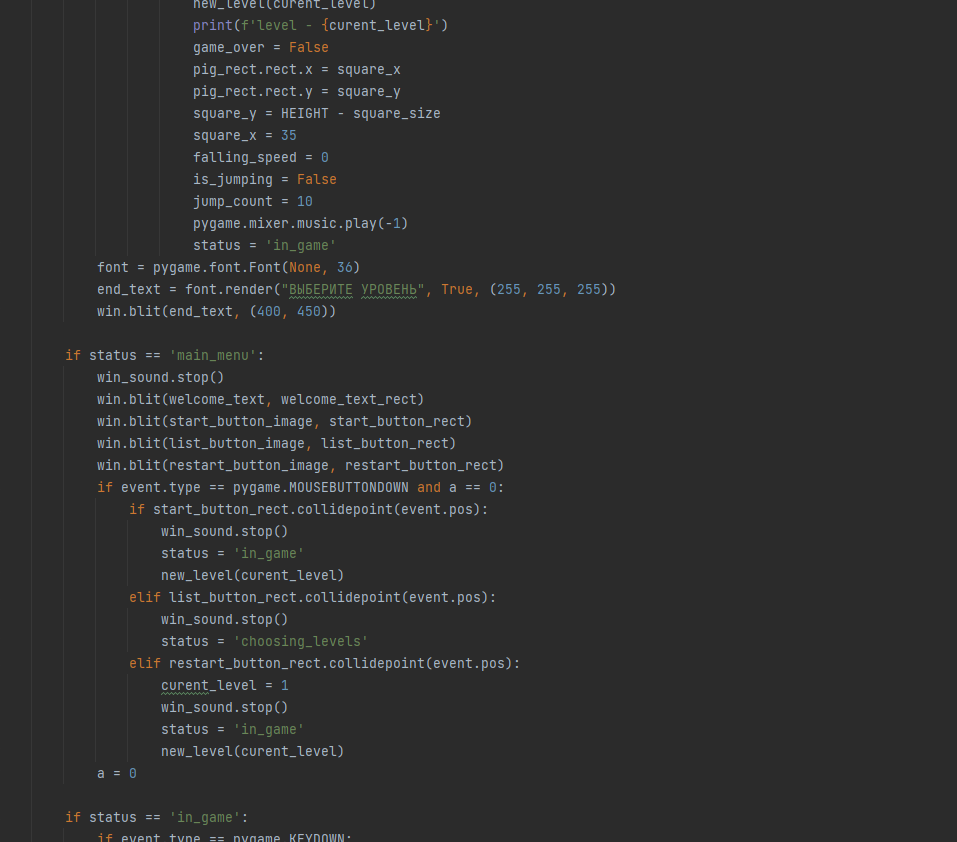 new_level(curent_level)
print(f'level - {curent_level}')
game_over = False
pig_rect.rect.x = square_x
pig_rect.rect.y = square_y
square_y = HEIGHT - square_size
square_x = 35
falling_speed = 0
is_jumping = False
jump_count = 10
pygame.mixer.music.play(-1)
status = 'in_game'
font = pygame.font.Font(None, 36)
end_text = font.render("ВЫБЕРИТЕ УРОВЕНЬ", True, (255, 255, 255))
win.blit(end_text, (400, 450))
if status == 'main_menu':
win_sound.stop()
win.blit(welcome_text, welcome_text_rect)
win.blit(start_button_image, start_button_rect)
win.blit(list_button_image, list_button_rect)
win.blit(restart_button_image, restart_button_rect)
if event.type == pygame.MOUSEBUTTONDOWN and a == 0:
if start_button_rect.collidepoint(event.pos):
win_sound.stop()
status = 'in_game'
new_level(curent_level)
elif list_button_rect.collidepoint(event.pos):
win_sound.stop()
status = 'choosing_levels'
elif restart_button_rect.collidepoint(event.pos):
curent_level = 1
win_sound.stop()
status = 'in_game'
new_level(curent_level)
a = 0
if status == 'in_game':
if event.type == pygame.KEYDOWN: